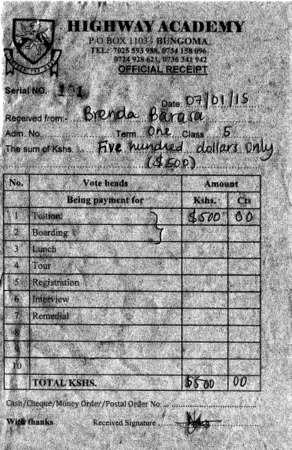 HIGHWAY ACADEMY
P.O BOX 11033 BUNGOMA
TEL: 7025 593 988, 0734 158 096
0724 928 621, 0736 341 942
OFFICIAL RECEIPT
Serial NO. 101
Date: 07/01/15
Received from:- Brenda Barasa
Adm. No. Term. One Class 5
The sum of Kshs. Five hundred dollars Only
($500)
No. Vote heads Amount
Being payment for Kshs. Cts
1 Tuition $500 00
2 Boarding
3 Lunch
4 Tour
5 Registration
6 Interview
7 Remedial
8
9
10
TOTAL KSHS. $500 00
Cash/Cheque/Money Order/Postal Order No.
With thanks Received Signature